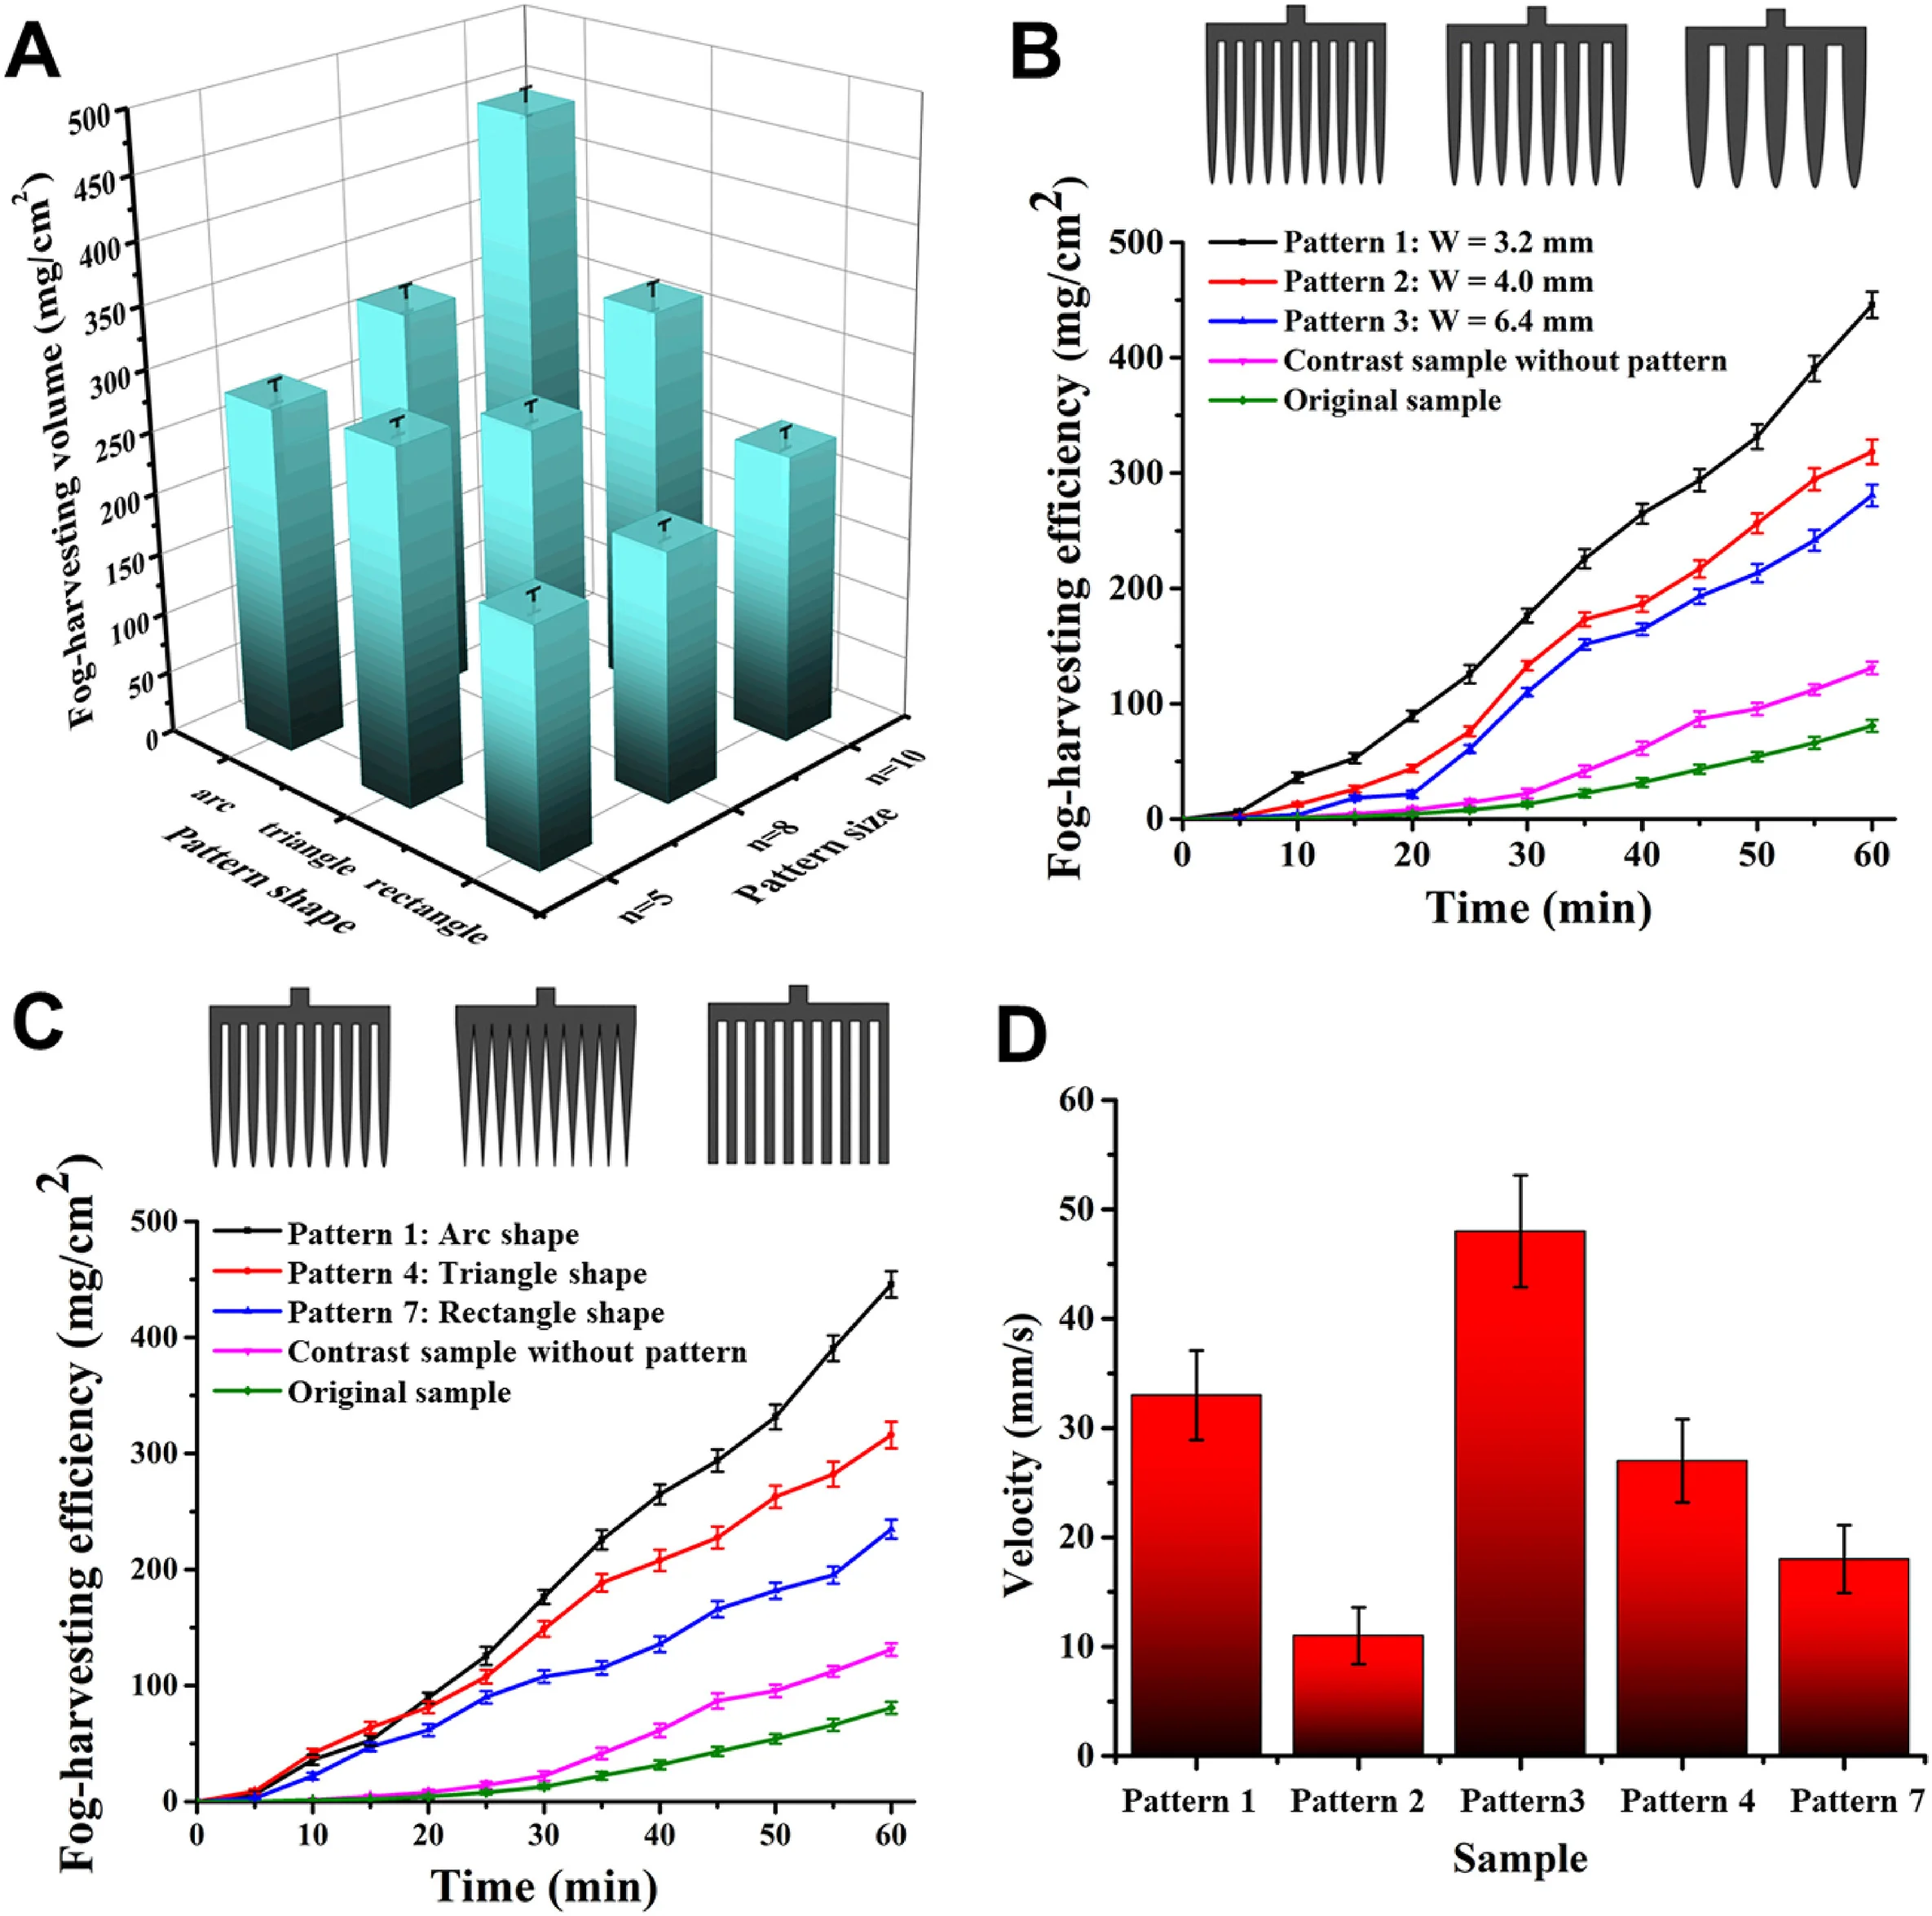 A
500
450
400
350
300
250
200
150
100
50
0
Fog-harvesting volume (mg/cm²)
arc
triangle
rectangle
Pattern shape
n=5
n=8
n=10
Pattern size
B
Pattern 1: W = 3.2 mm
Pattern 2: W = 4.0 mm
Pattern 3: W = 6.4 mm
Contrast sample without pattern
Original sample
500
400
300
200
100
0
Fog-harvesting efficiency (mg/cm²)
0 10 20 30 40 50 60
Time (min)
C
Pattern 1: Arc shape
Pattern 4: Triangle shape
Pattern 7: Rectangle shape
Contrast sample without pattern
Original sample
500
400
300
200
100
0
Fog-harvesting efficiency (mg/cm²)
0 10 20 30 40 50 60
Time (min)
D
60
50
40
30
20
10
0
Velocity (mm/s)
Pattern 1 Pattern 2 Pattern3 Pattern 4 Pattern 7
Sample